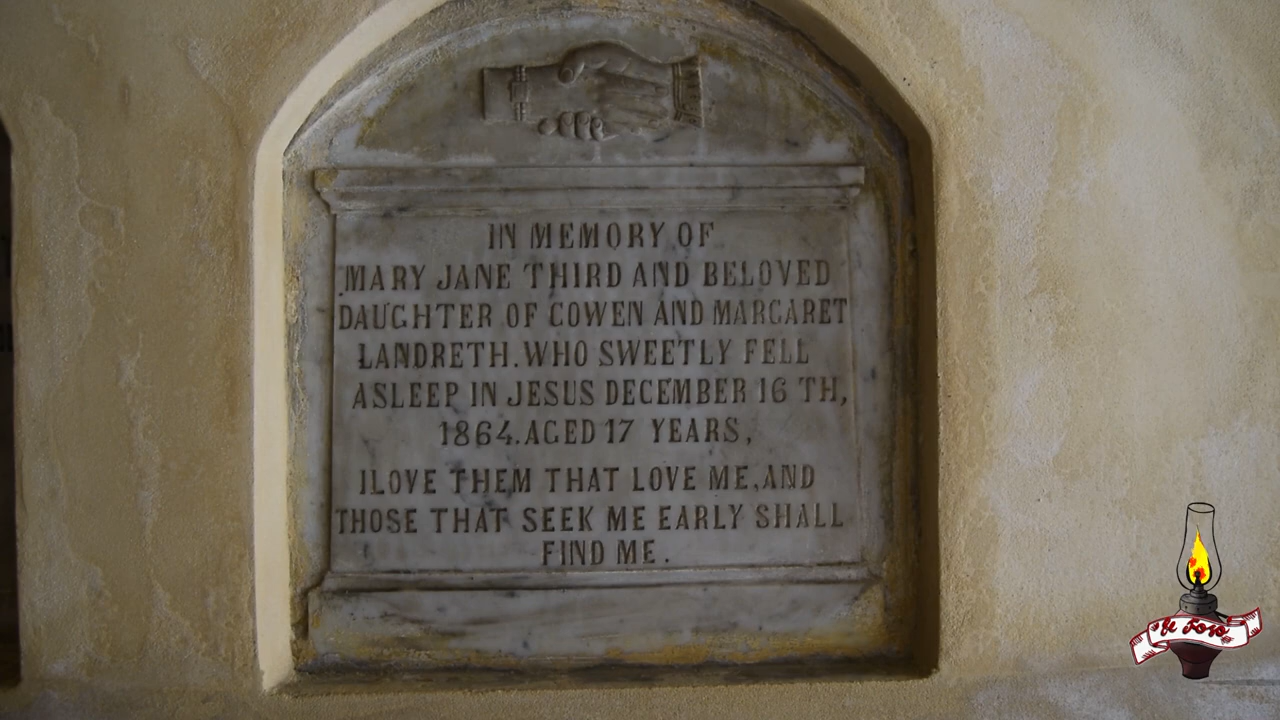 IN MEMORY OF
MARY JANE THIRD AND BELOVED
DAUGHTER OF COWEN AND MARGARET
LANDRETH. WHO SWEETLY FELL
ASLEEP IN JESUS DECEMBER 16 TH,
1864. AGED 17 YEARS,
I LOVE THEM THAT LOVE ME, AND
THOSE THAT SEEK ME EARLY SHALL
FIND ME.